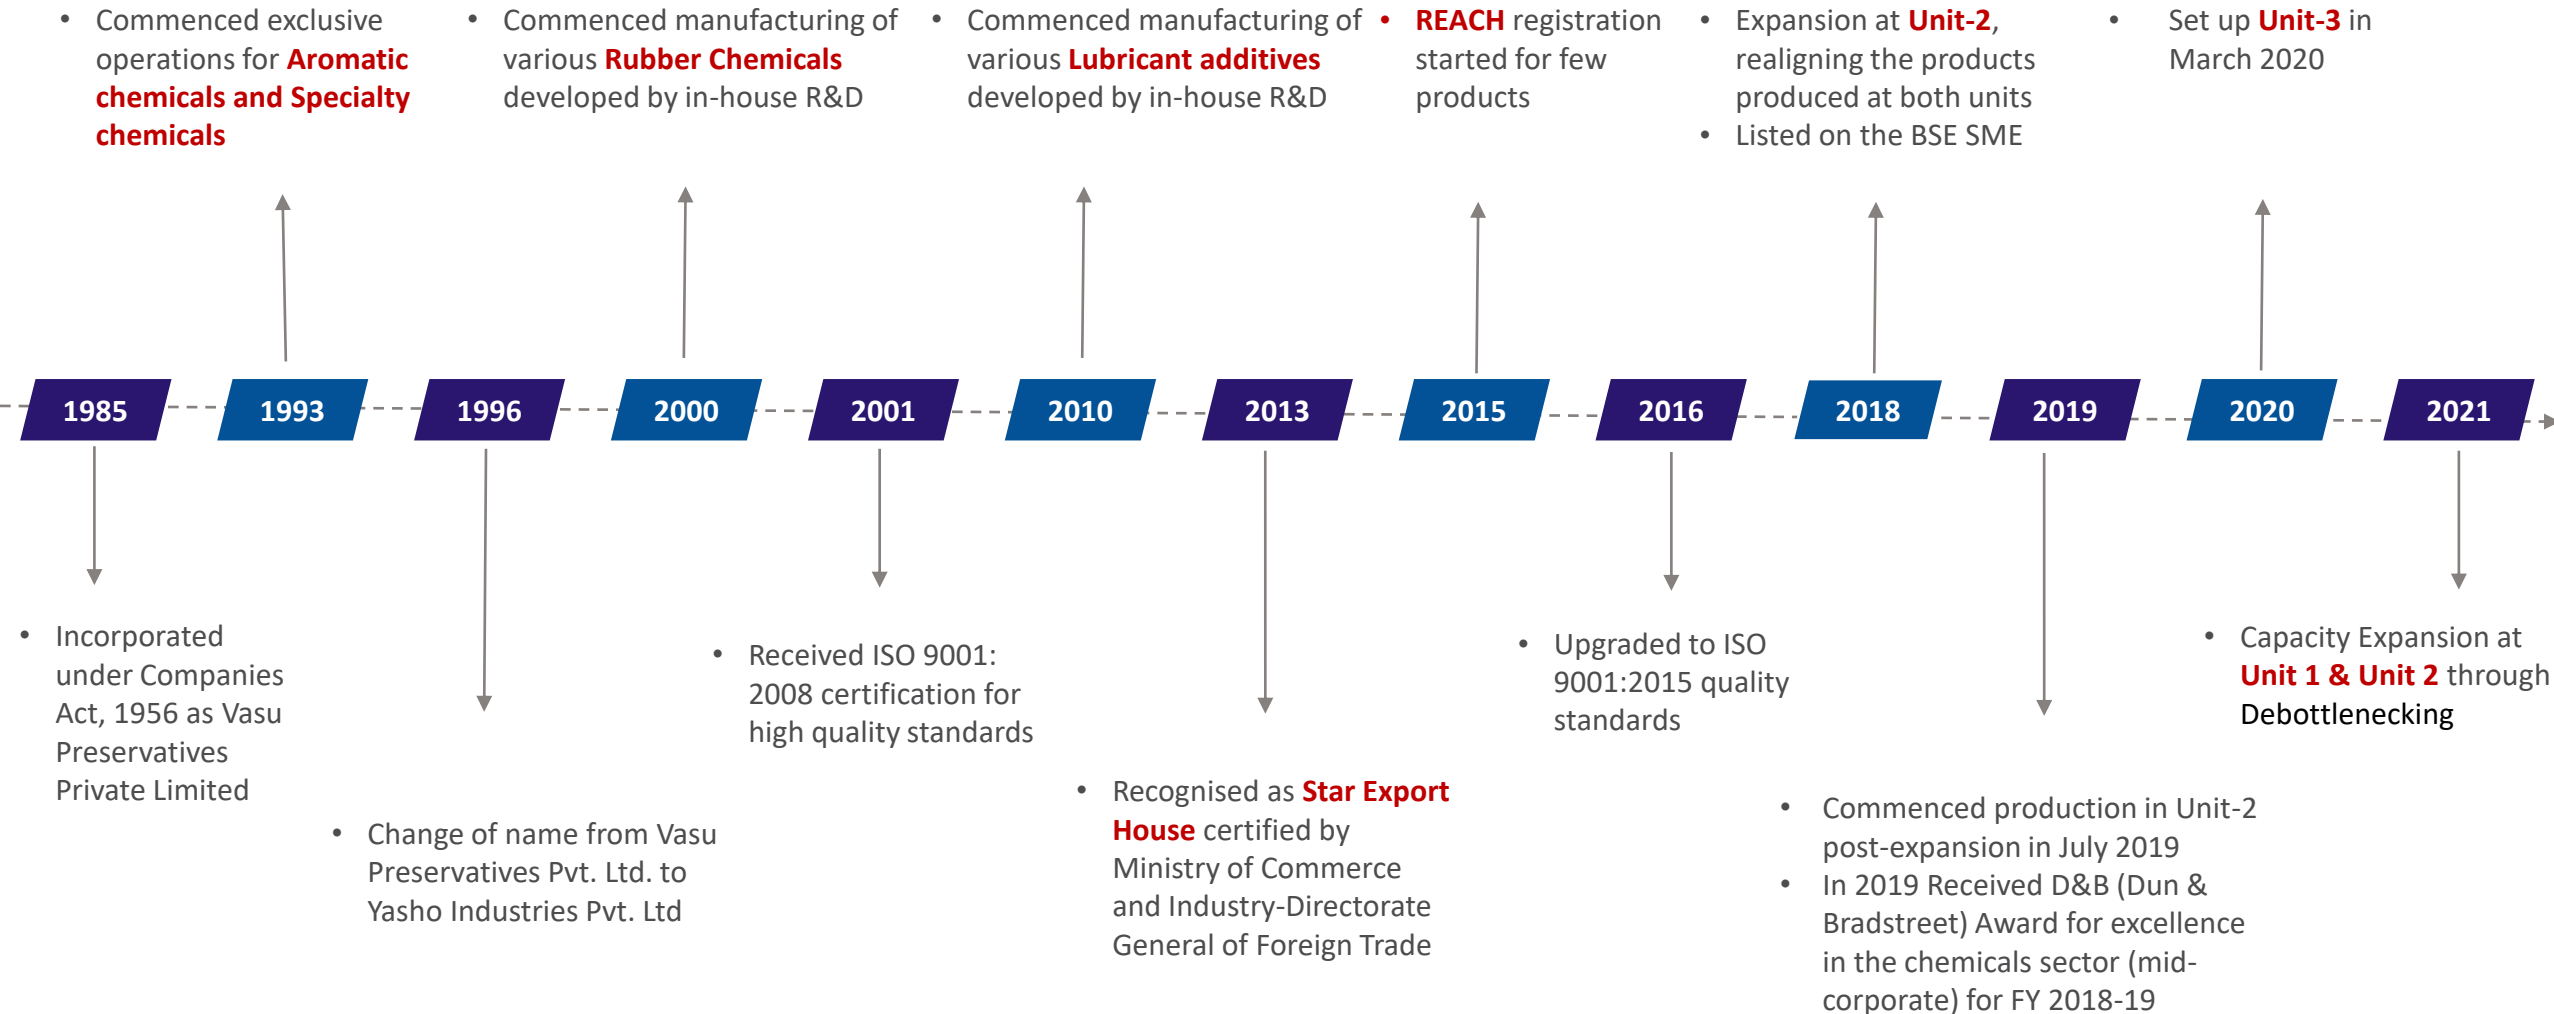 • Commenced exclusive
operations for Aromatic
chemicals and Specialty
chemicals
• Commenced manufacturing of
various Rubber Chemicals
developed by in-house R&D
• Commenced manufacturing of
various Lubricant additives
developed by in-house R&D
• REACH registration
started for few
products
• Expansion at Unit-2,
realigning the products
produced at both units
• Listed on the BSE SME
• Set up Unit-3 in
March 2020
1985
1993
1996
2000
2001
2010
2013
2015
2016
2018
2019
2020
2021
• Incorporated
under Companies
Act, 1956 as Vasu
Preservatives
Private Limited
• Change of name from Vasu
Preservatives Pvt. Ltd. to
Yasho Industries Pvt. Ltd
• Received ISO 9001:
2008 certification for
high quality standards
• Recognised as Star Export
House certified by
Ministry of Commerce
and Industry-Directorate
General of Foreign Trade
• Upgraded to ISO
9001:2015 quality
standards
• Commenced production in Unit-2
post-expansion in July 2019
• In 2019 Received D&B (Dun &
Bradstreet) Award for excellence
in the chemicals sector (mid-
corporate) for FY 2018-19
• Capacity Expansion at
Unit 1 & Unit 2 through
Debottlenecking